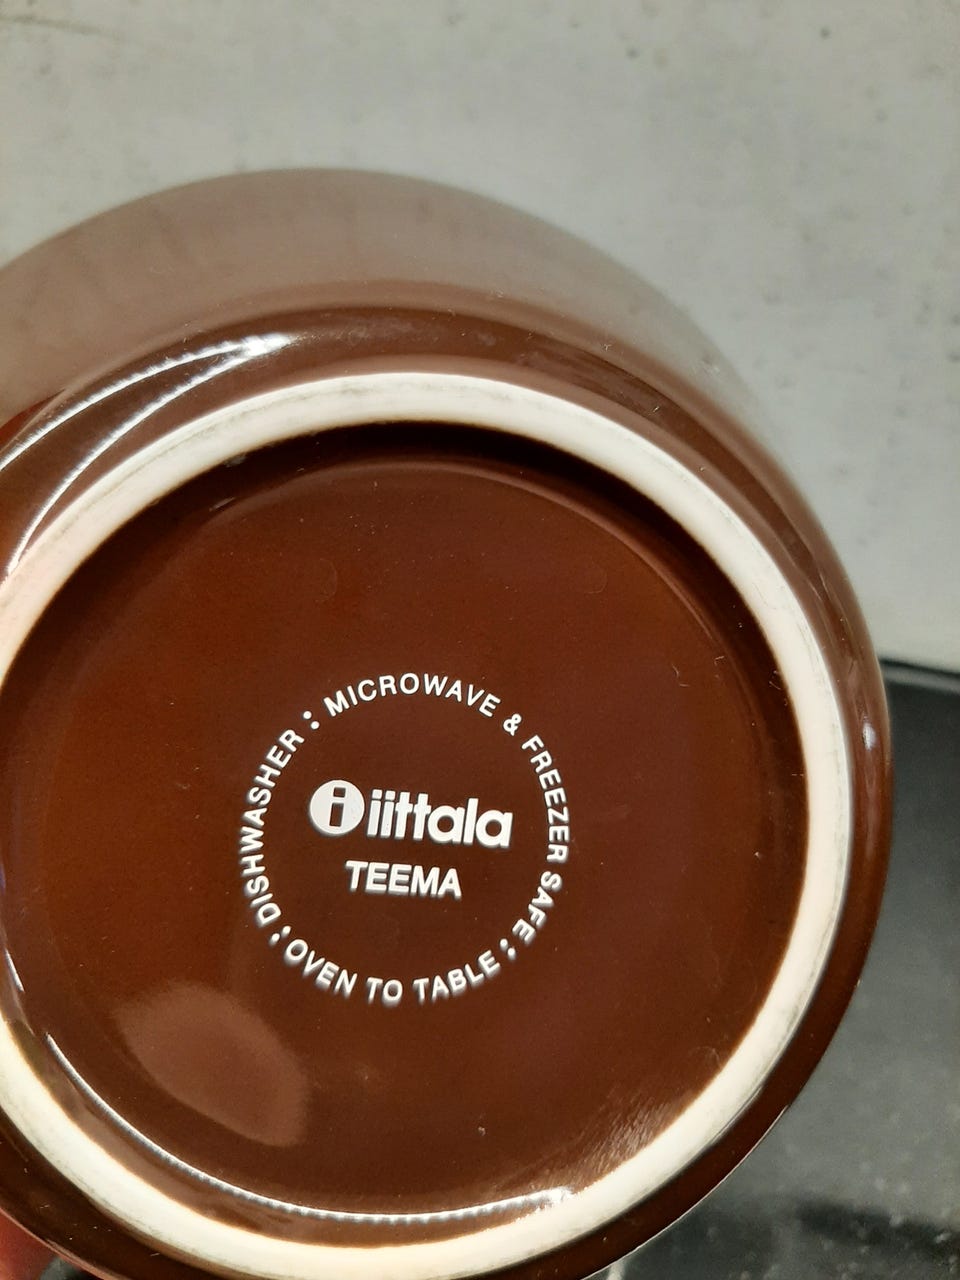 DISHWASHER : MICROWAVE & FREEZER SAFE : OVEN TO TABLE :
i iittala
TEEMA